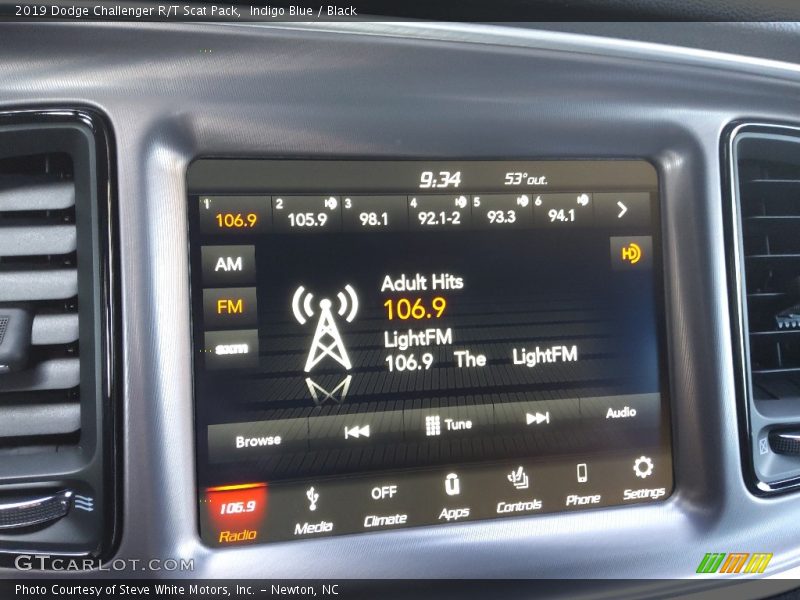 2019 Dodge Challenger R/T Scat Pack, Indigo Blue / Black
9:34 53°out.
1 2 3 4 5 6
106.9 105.9 98.1 92.1-2 93.3 94.1
AM
FM
sxm
HD
Adult Hits
106.9
LightFM
106.9 The LightFM
Browse Tune Audio
106.9 OFF
Radio Media Climate Apps Controls Phone Settings
GTCARLOT.COM
Photo Courtesy of Steve White Motors, Inc. – Newton, NC